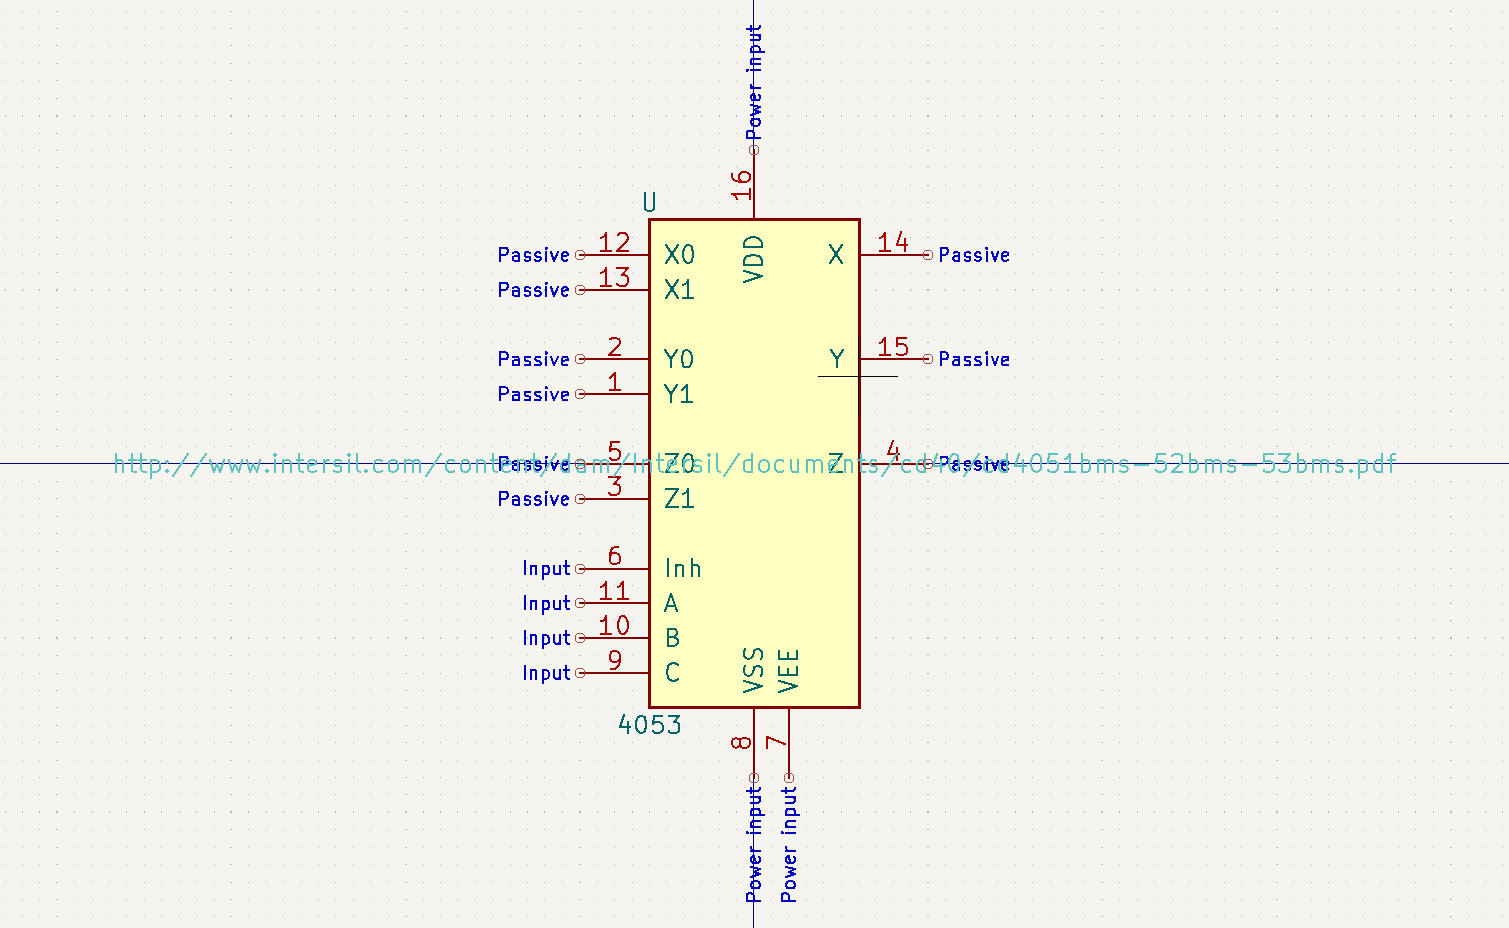 Power input
16
U
VDD
Passive 12 X0 X 14 Passive
Passive 13 X1
Passive 2 Y0 Y 15 Passive
Passive 1 Y1
Passive 5 Z0 Z 4 Passive
http://www.intersil.com/content/dam/Intersil/documents/cd40/cd4051bms-52bms-53bms.pdf
Passive 3 Z1
Input 6 Inh
Input 11 A
Input 10 B
Input 9 C
VSS VEE
4053
8 7
Power input Power input